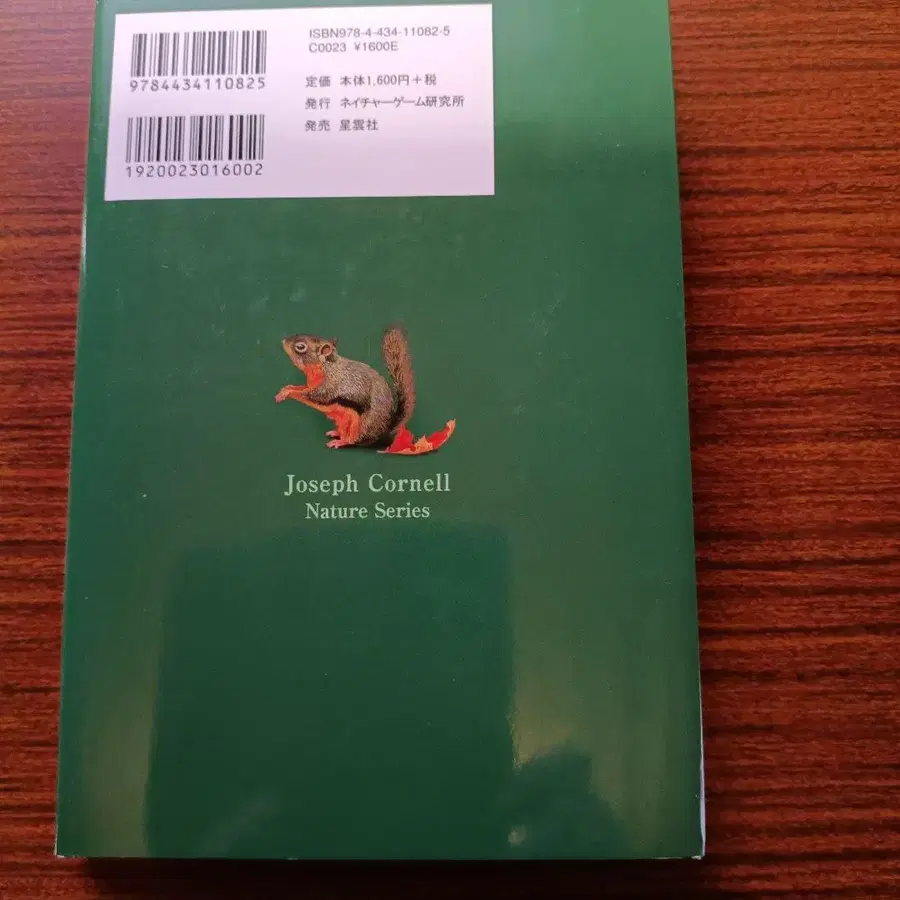 ISBN978-4-434-11082-5
C0023 ¥1600E
9784434110825
定価 本体1,600円+税
発行 ネイチャーゲーム研究所
発売 星雲社
1920023016002
Joseph Cornell
Nature Series